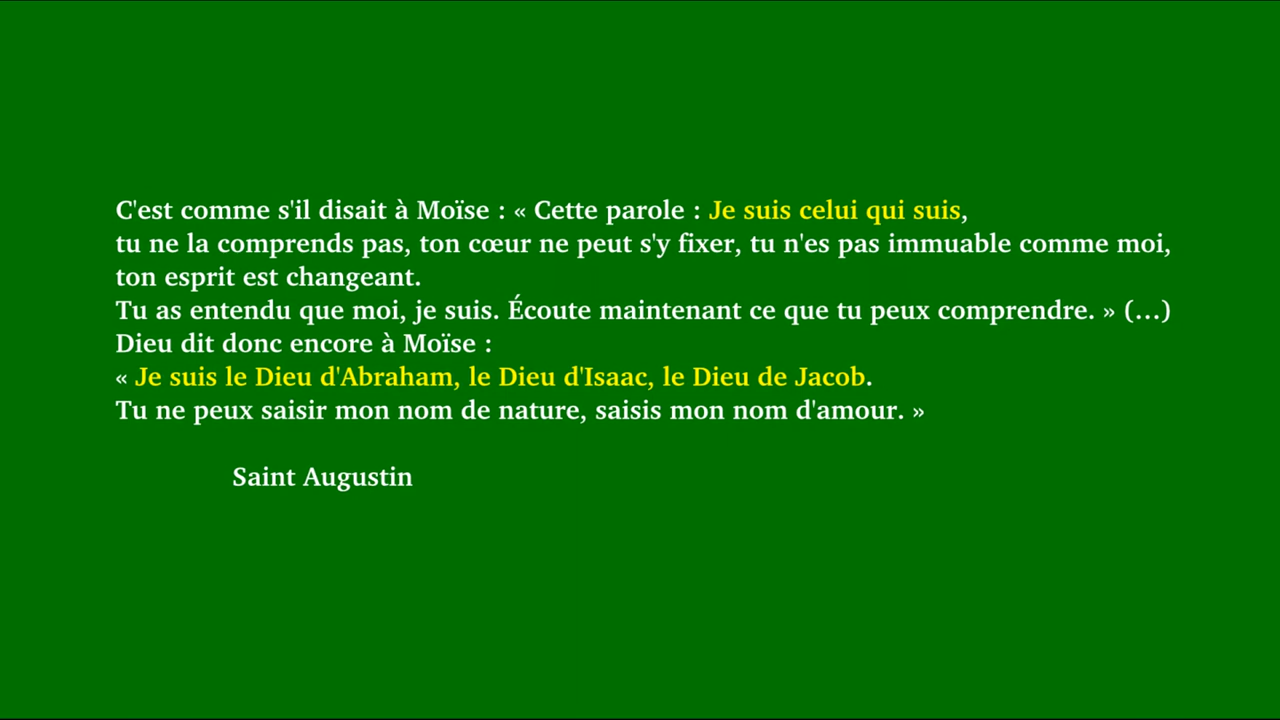 C'est comme s'il disait à Moïse : « Cette parole : Je suis celui qui suis,
tu ne la comprends pas, ton cœur ne peut s'y fixer, tu n'es pas immuable comme moi,
ton esprit est changeant.
Tu as entendu que moi, je suis. Écoute maintenant ce que tu peux comprendre. » (…)
Dieu dit donc encore à Moïse :
« Je suis le Dieu d'Abraham, le Dieu d'Isaac, le Dieu de Jacob.
Tu ne peux saisir mon nom de nature, saisis mon nom d'amour. »
Saint Augustin